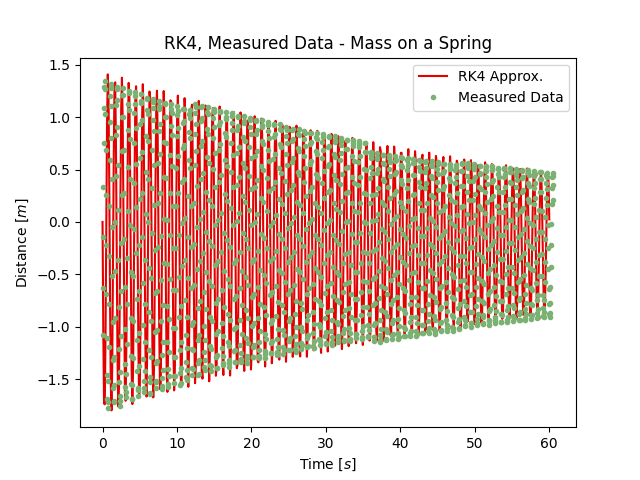 RK4, Measured Data - Mass on a Spring
RK4 Approx.
Measured Data
Distance [m]
1.5
1.0
0.5
0.0
−0.5
−1.0
−1.5
0 10 20 30 40 50 60
Time [s]